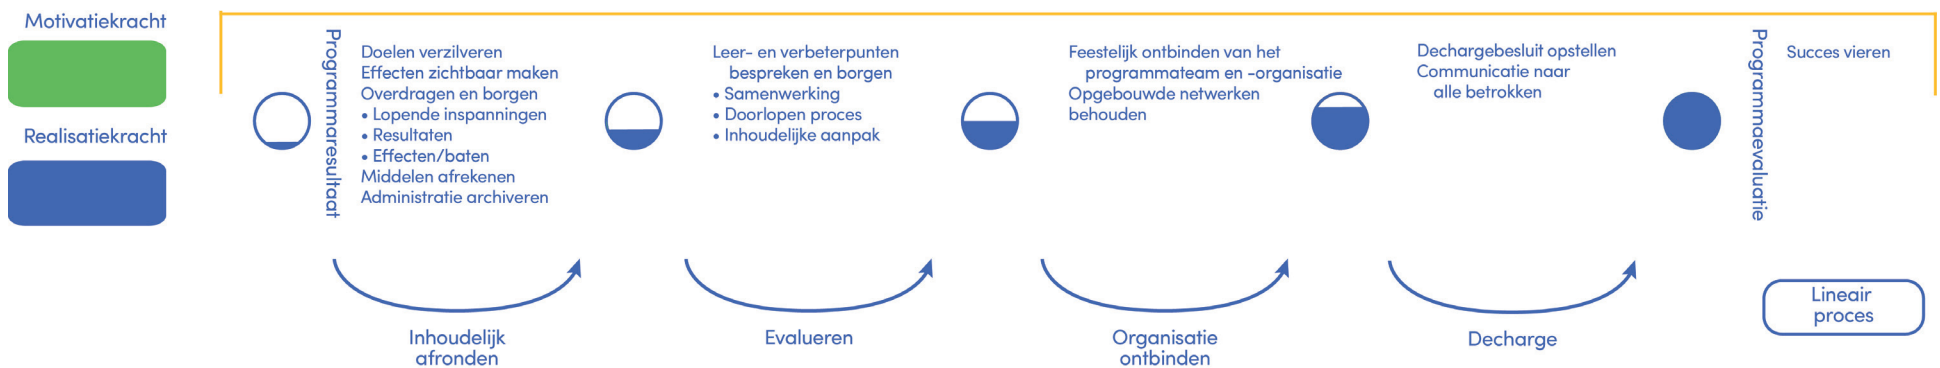 Motivatiekracht
Realisatiekracht
Programmaresultaat
Doelen verzilveren
Effecten zichtbaar maken
Overdragen en borgen
• Lopende inspanningen
• Resultaten
• Effecten/baten
Middelen afrekenen
Administratie archiveren
Leer- en verbeterpunten
bespreken en borgen
• Samenwerking
• Doorlopen proces
• Inhoudelijke aanpak
Feestelijk ontbinden van het
programmateam en -organisatie
Opgebouwde netwerken
behouden
Dechargebesluit opstellen
Communicatie naar
alle betrokken
Programmaevaluatie
Succes vieren
Inhoudelijk
afronden
Evalueren
Organisatie
ontbinden
Decharge
Lineair
proces